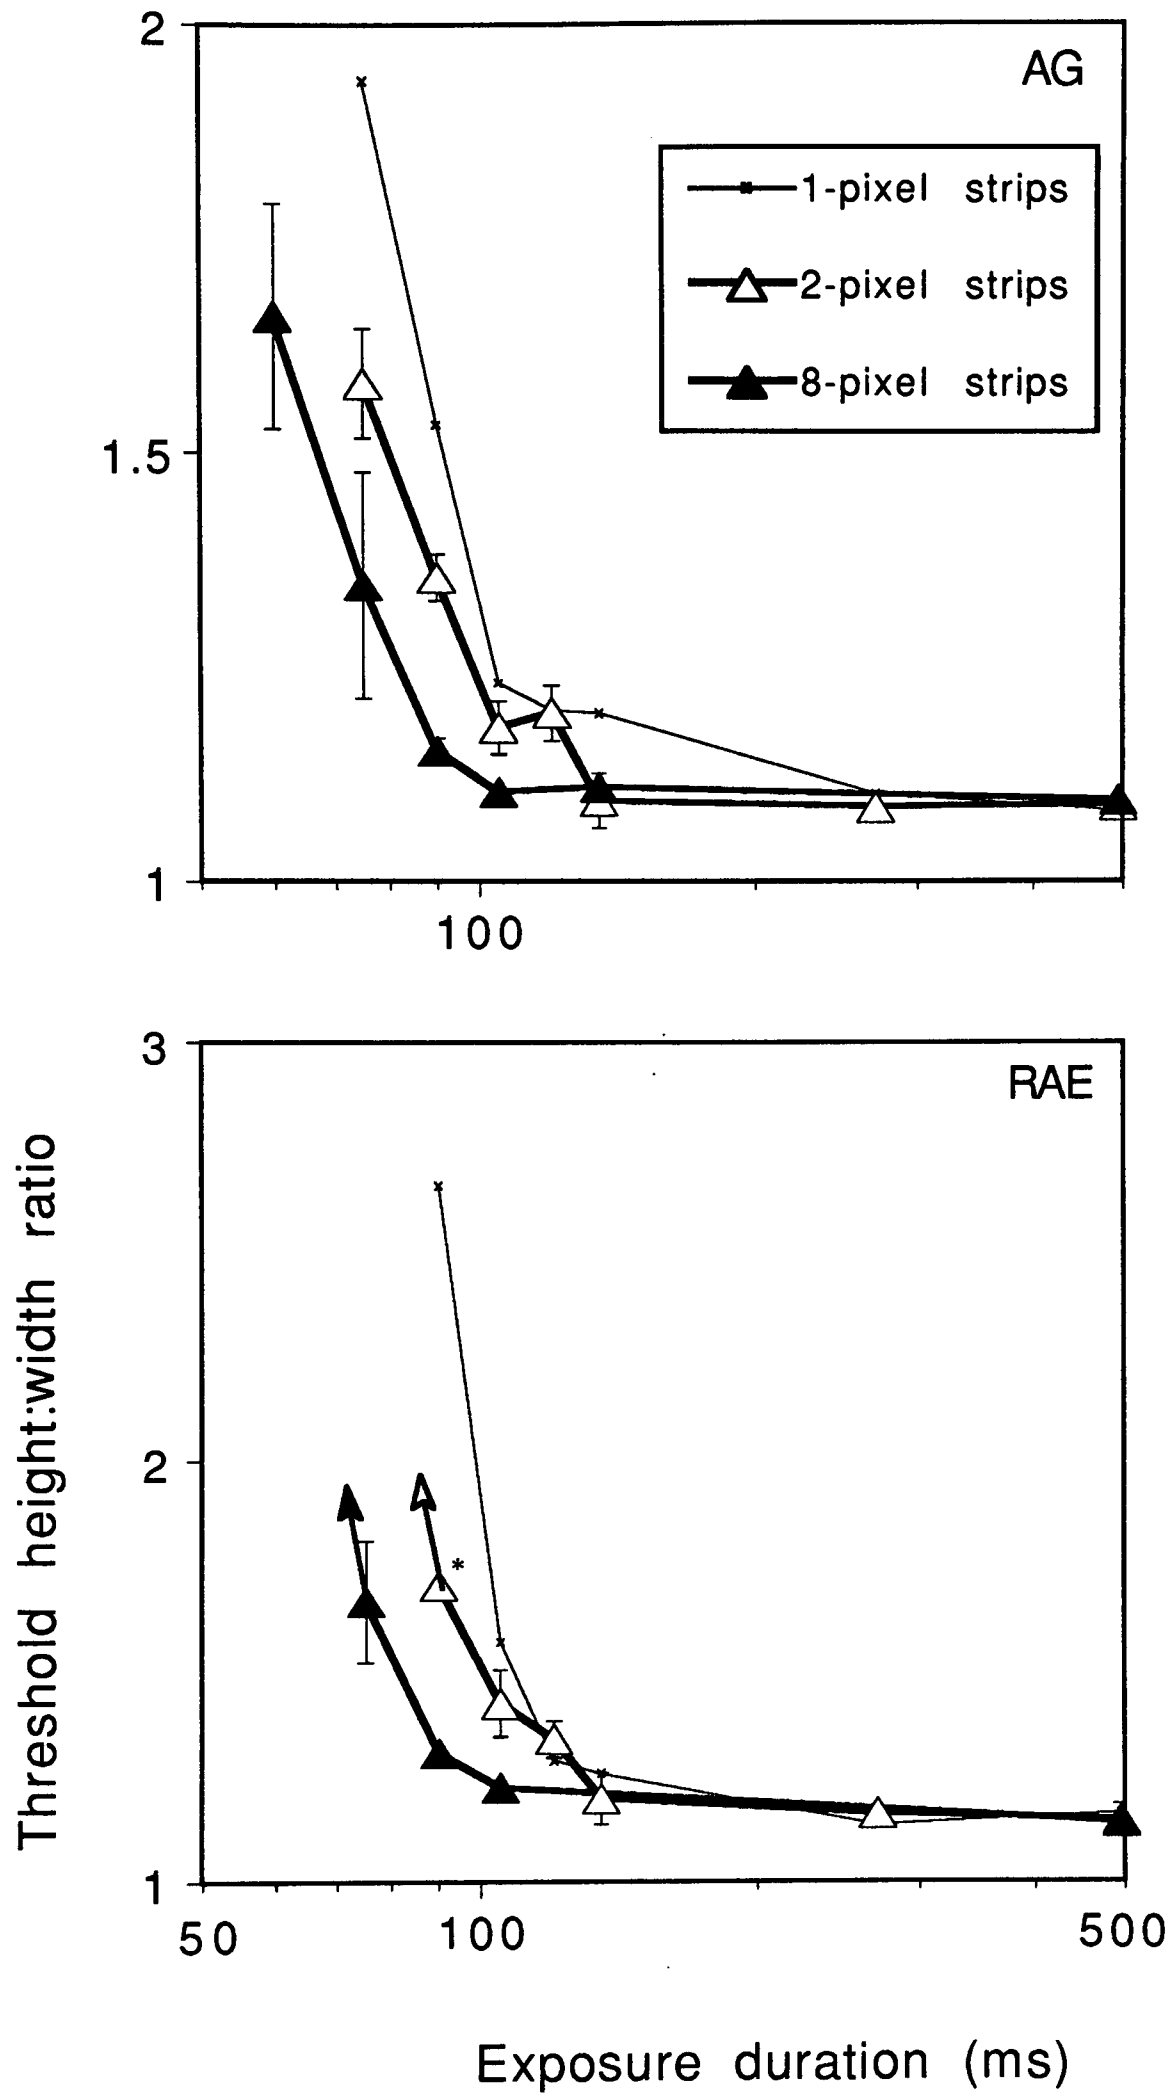 2
AG
1-pixel strips
2-pixel strips
8-pixel strips
1.5
1
100
3
RAE
2
1
50
100
500
Threshold height:width ratio
*
Exposure duration (ms)